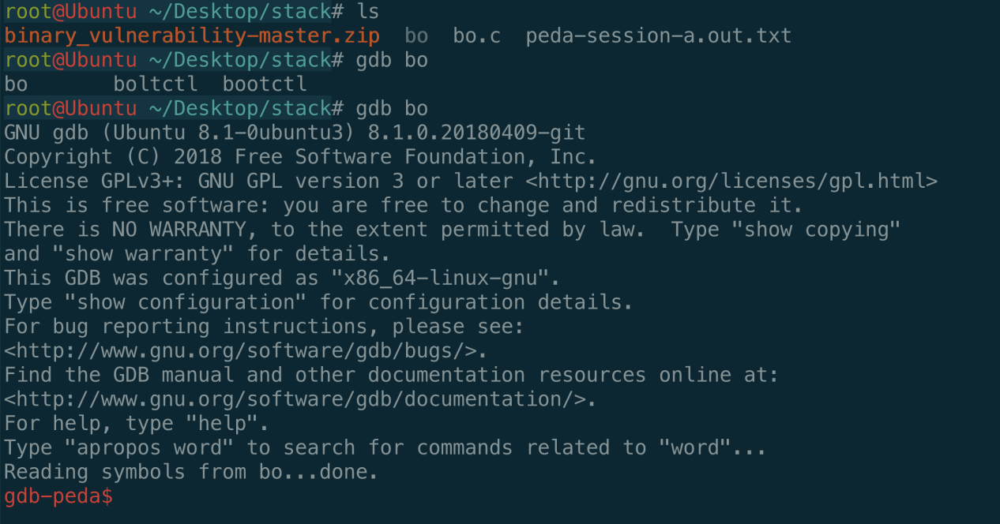 root@Ubuntu ~/Desktop/stack# ls
binary_vulnerability-master.zip  bo  bo.c  peda-session-a.out.txt
root@Ubuntu ~/Desktop/stack# gdb bo
bo       boltctl  bootctl
root@Ubuntu ~/Desktop/stack# gdb bo
GNU gdb (Ubuntu 8.1-0ubuntu3) 8.1.0.20180409-git
Copyright (C) 2018 Free Software Foundation, Inc.
License GPLv3+: GNU GPL version 3 or later <http://gnu.org/licenses/gpl.html>
This is free software: you are free to change and redistribute it.
There is NO WARRANTY, to the extent permitted by law.  Type "show copying"
and "show warranty" for details.
This GDB was configured as "x86_64-linux-gnu".
Type "show configuration" for configuration details.
For bug reporting instructions, please see:
<http://www.gnu.org/software/gdb/bugs/>.
Find the GDB manual and other documentation resources online at:
<http://www.gnu.org/software/gdb/documentation/>.
For help, type "help".
Type "apropos word" to search for commands related to "word"...
Reading symbols from bo...done.
gdb-peda$